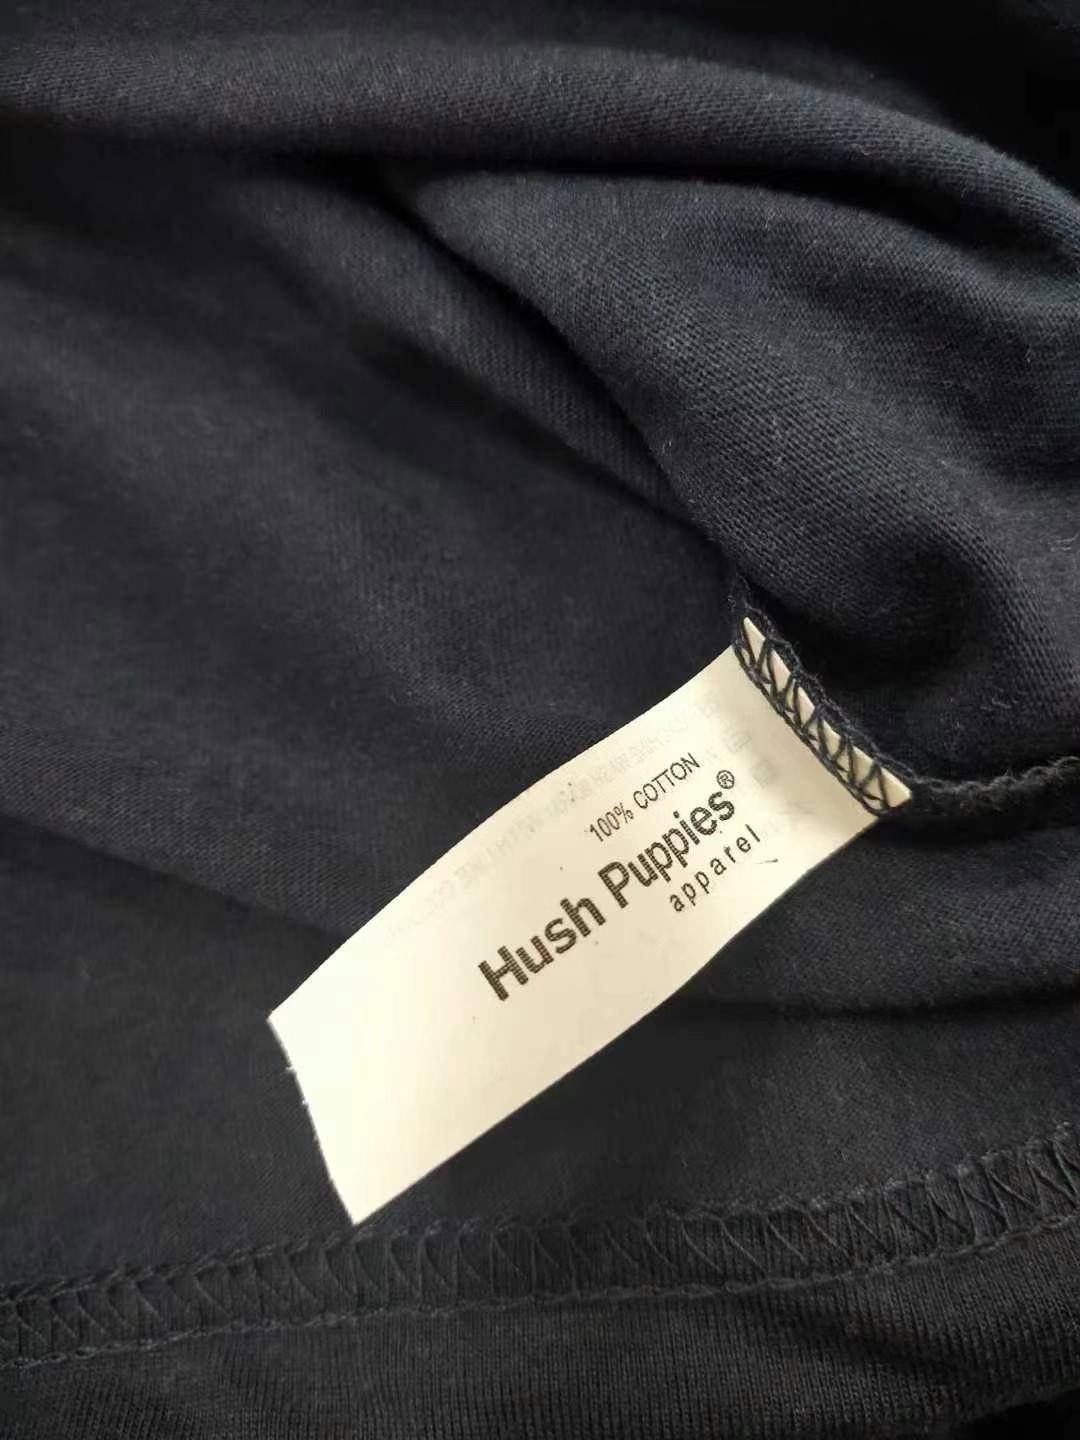 100% COTTON
Hush Puppies®
apparel